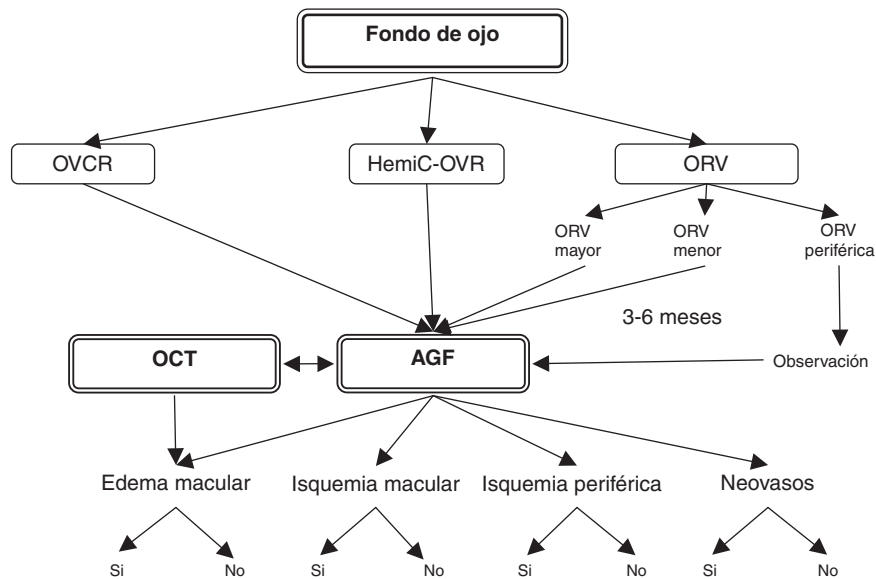 Fondo de ojo
OVCR
HemiC-OVR
ORV
ORV
mayor
ORV
menor
ORV
periférica
3-6 meses
OCT
AGF
Observación
Edema macular
Isquemia macular
Isquemia periférica
Neovasos
Si
No
Si
No
Si
No
Si
No